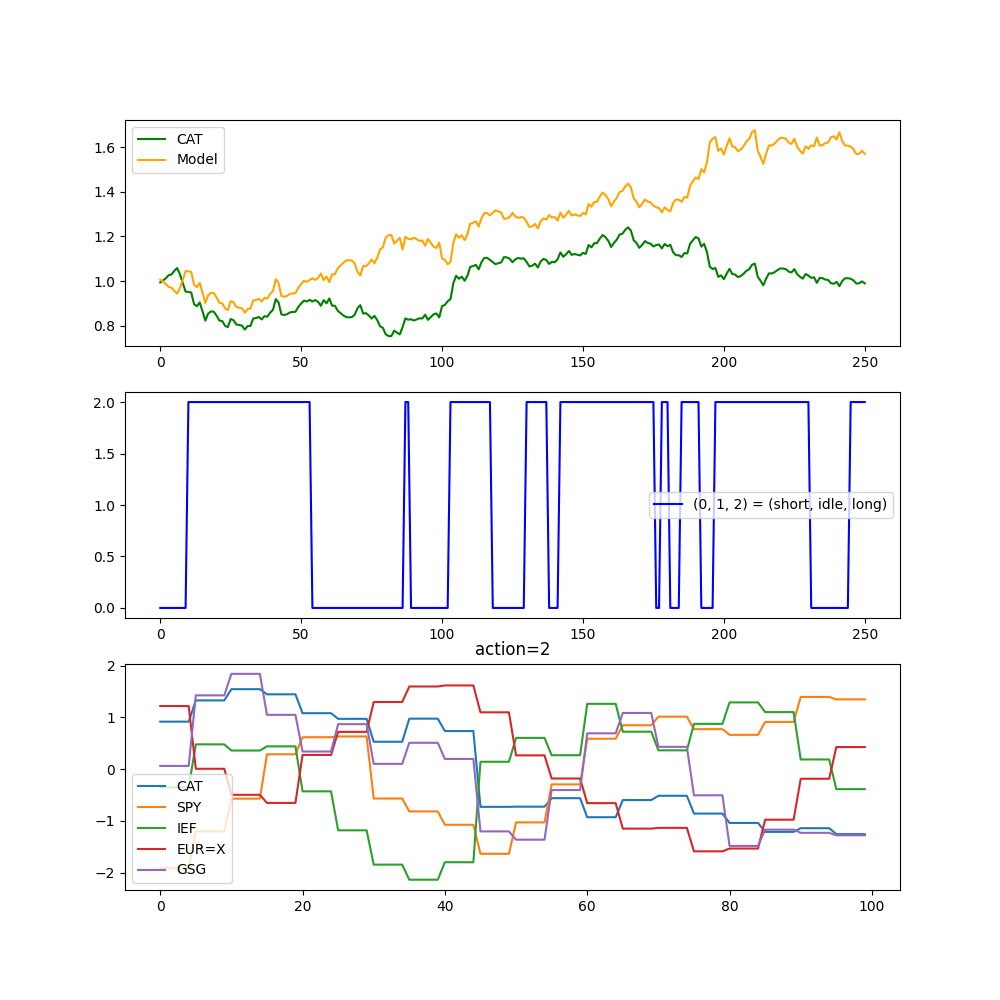 CAT
Model
1.6
1.4
1.2
1.0
0.8
0 50 100 150 200 250
2.0
1.5
1.0
0.5
0.0
(0, 1, 2) = (short, idle, long)
0 50 100 150 200 250
action=2
2
1
0
−1
−2
CAT
SPY
IEF
EUR=X
GSG
0 20 40 60 80 100